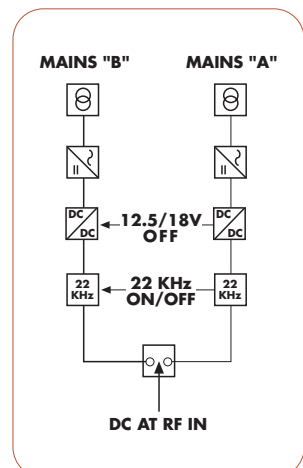 MAINS "B" MAINS "A"
DC
DC
12.5/18V
OFF
DC
DC
22
KHz
22 KHz
ON/OFF
22
KHz
DC AT RF IN